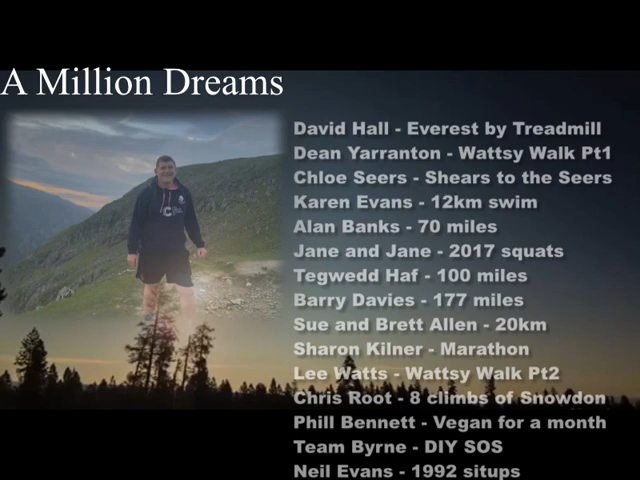 A Million Dreams
David Hall - Everest by Treadmill
Dean Yarranton - Wattsy Walk Pt1
Chloe Seers - Shears to the Seers
Karen Evans - 12km swim
Alan Banks - 70 miles
Jane and Jane - 2017 squats
Tegwedd Haf - 100 miles
Barry Davies - 177 miles
Sue and Brett Allen - 20km
Sharon Kilner - Marathon
Lee Watts - Wattsy Walk Pt2
Chris Root - 8 climbs of Snowdon
Phill Bennett - Vegan for a month
Team Byrne - DIY SOS
Neil Evans - 1992 situps